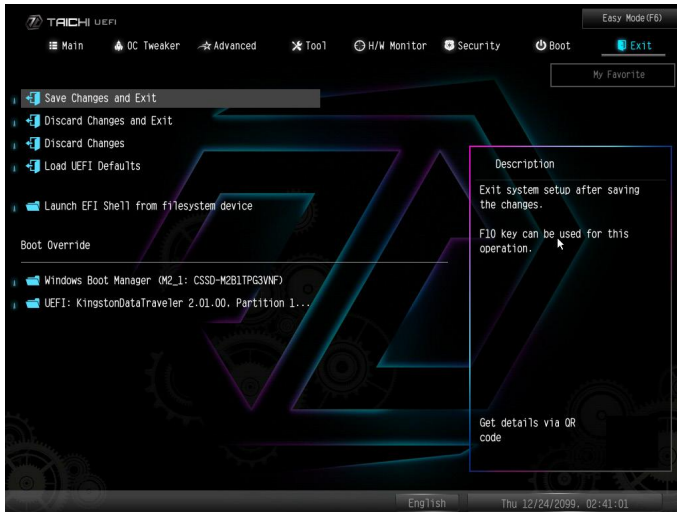 TAICHI UEFI
Easy Mode(F6)
Main OC Tweaker Advanced Tool H/W Monitor Security Boot Exit
My Favorite
Save Changes and Exit
Discard Changes and Exit
Discard Changes
Load UEFI Defaults
Launch EFI Shell from filesystem device
Boot Override
Windows Boot Manager (M2_1: CSSD-M2B1TPG3VNF)
UEFI: KingstonDataTraveler 2.01.00, Partition 1...
Description
Exit system setup after saving
the changes.
F10 key can be used for this
operation.
Get details via QR
code
English
Thu 12/24/2099, 02:41:01